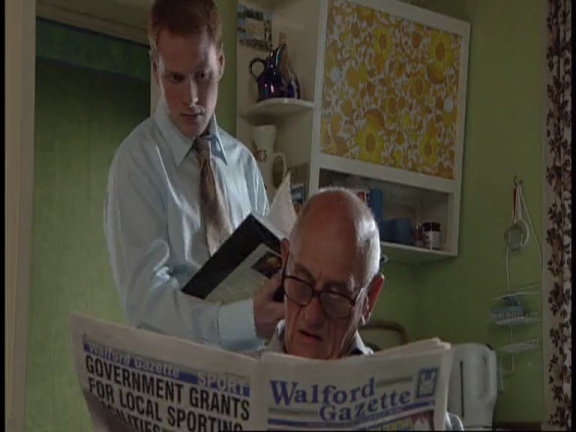 Walford Gazette SPORT
GOVERNMENT GRANTS
FOR LOCAL SPORTING
Walford
Gazette